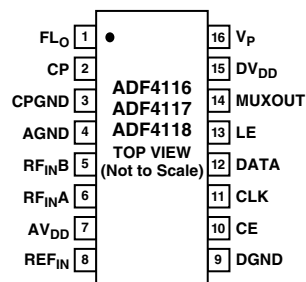 FLO 1
CP 2
CPGND 3
AGND 4
RFINB 5
RFINA 6
AVDD 7
REFIN 8
ADF4116
ADF4117
ADF4118
TOP VIEW
(Not to Scale)
16 VP
15 DVDD
14 MUXOUT
13 LE
12 DATA
11 CLK
10 CE
9 DGND